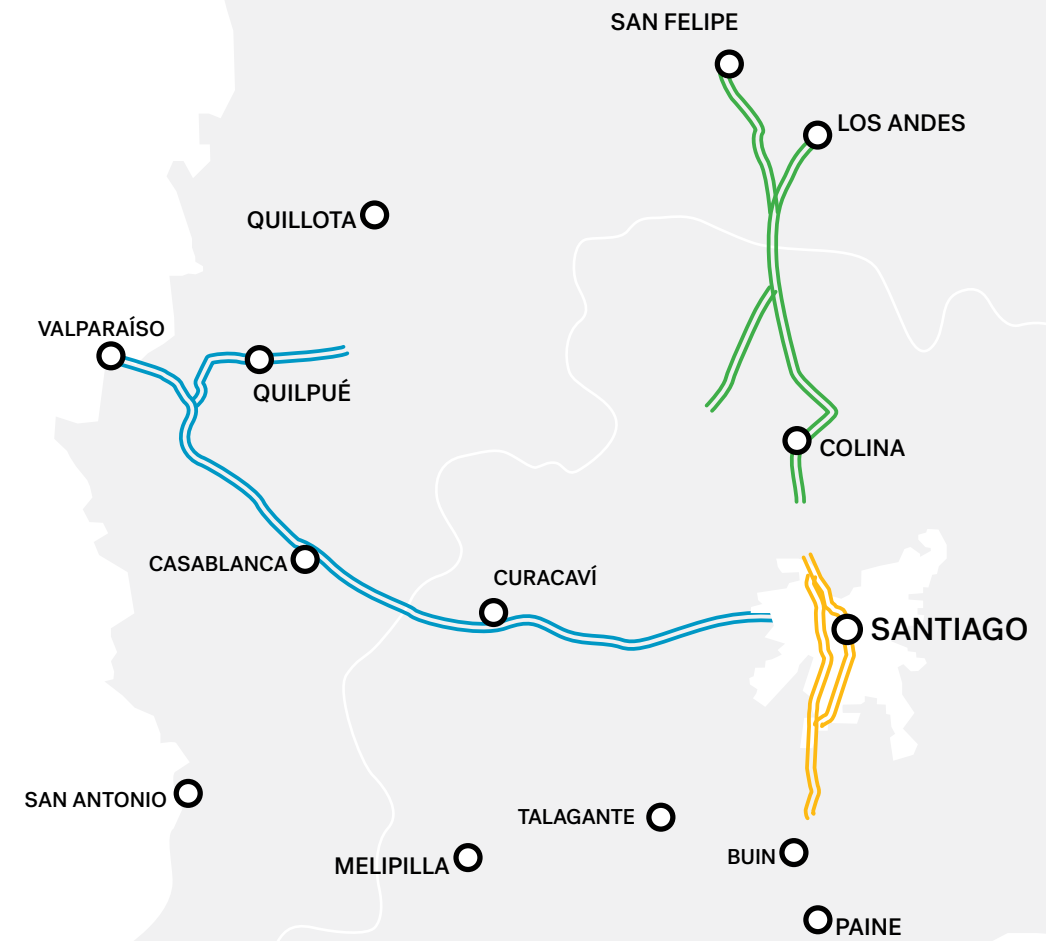 SAN FELIPE
LOS ANDES
QUILLOTA
VALPARAÍSO
QUILPUÉ
COLINA
CASABLANCA
CURACAVÍ
SANTIAGO
SAN ANTONIO
TALAGANTE
BUIN
MELIPILLA
PAINE